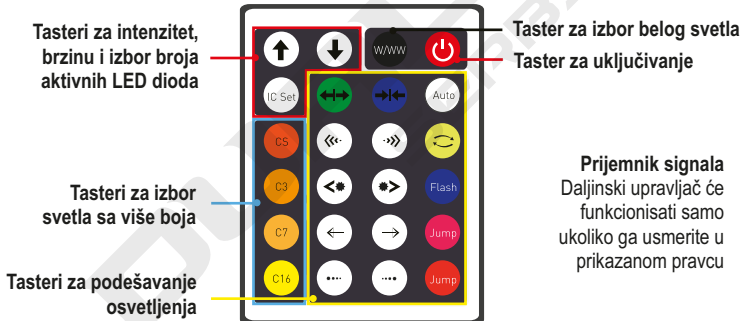 Tasteri za intenzitet,
brzinu i izbor broja
aktivnih LED dioda
Tasteri za izbor
svetla sa više boja
Tasteri za podešavanje
osvetljenja
W/WW
IC Set
Auto
C5
C3
Flash
C7
Jump
C16
Jump
Taster za izbor belog svetla
Taster za uključivanje
Prijemnik signala
Daljinski upravljač će
funkcionisati samo
ukoliko ga usmerite u
prikazanom pravcu